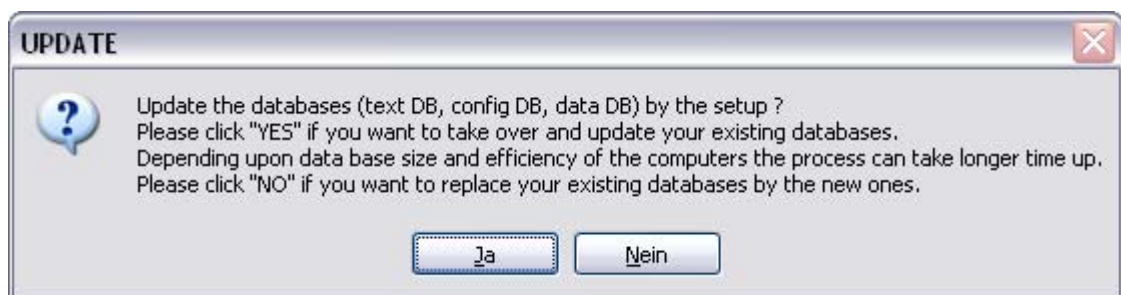 UPDATE
Update the databases (text DB, config DB, data DB) by the setup ?
Please click "YES" if you want to take over and update your existing databases.
Depending upon data base size and efficiency of the computers the process can take longer time up.
Please click "NO" if you want to replace your existing databases by the new ones.
Ja
Nein